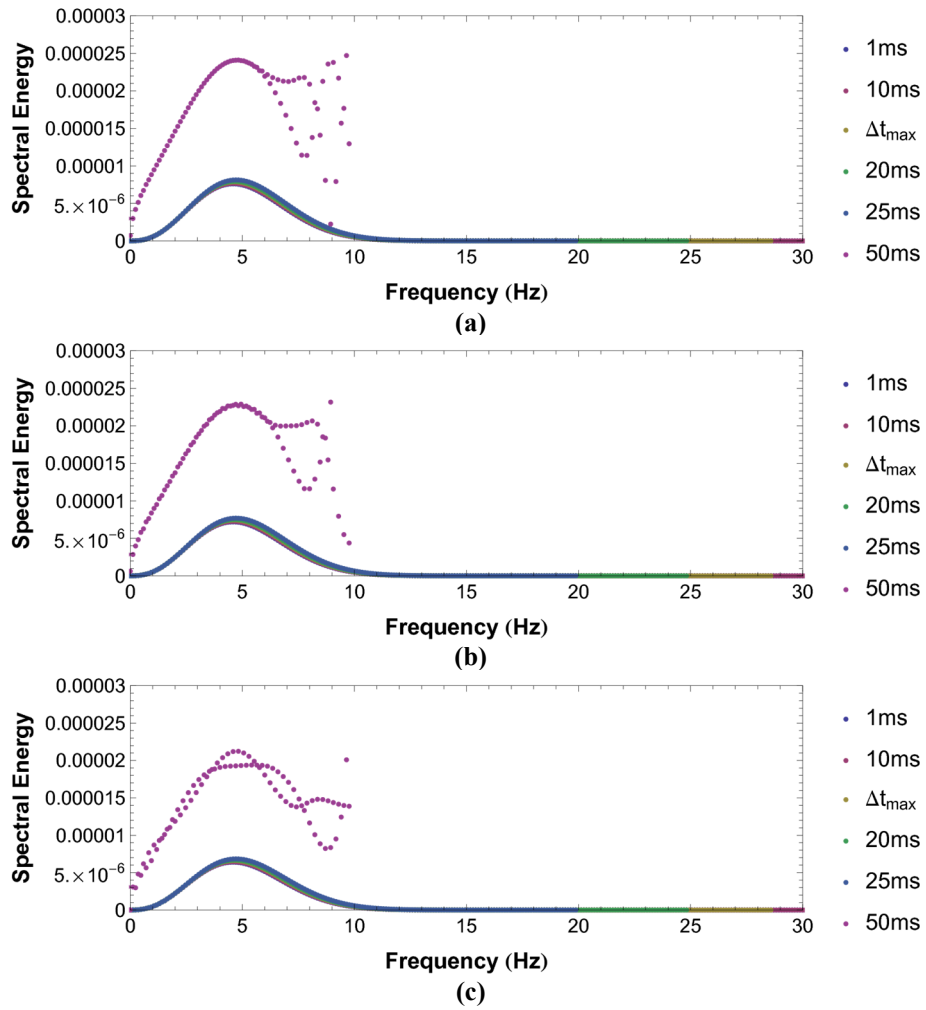 0.00003
0.000025
0.00002
0.000015
0.00001
5.×10⁻⁶
0
Spectral Energy
0 5 10 15 20 25 30
Frequency (Hz)
1ms
10ms
Δtmax
20ms
25ms
50ms
(a)
0.00003
0.000025
0.00002
0.000015
0.00001
5.×10⁻⁶
0
Spectral Energy
0 5 10 15 20 25 30
Frequency (Hz)
1ms
10ms
Δtmax
20ms
25ms
50ms
(b)
0.00003
0.000025
0.00002
0.000015
0.00001
5.×10⁻⁶
0
Spectral Energy
0 5 10 15 20 25 30
Frequency (Hz)
1ms
10ms
Δtmax
20ms
25ms
50ms
(c)